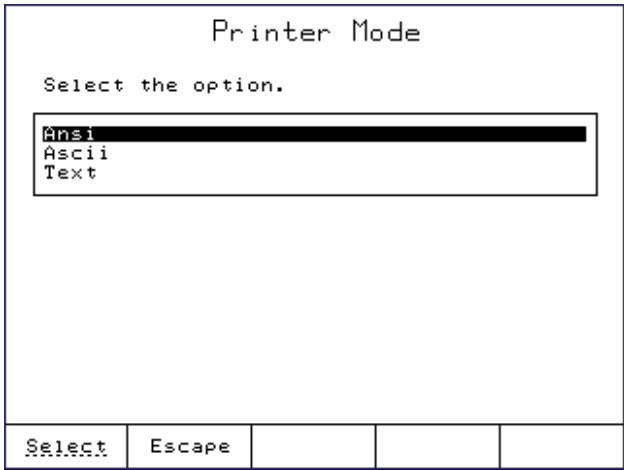 Printer Mode
Select the option.
Ansi
Ascii
Text
Select Escape